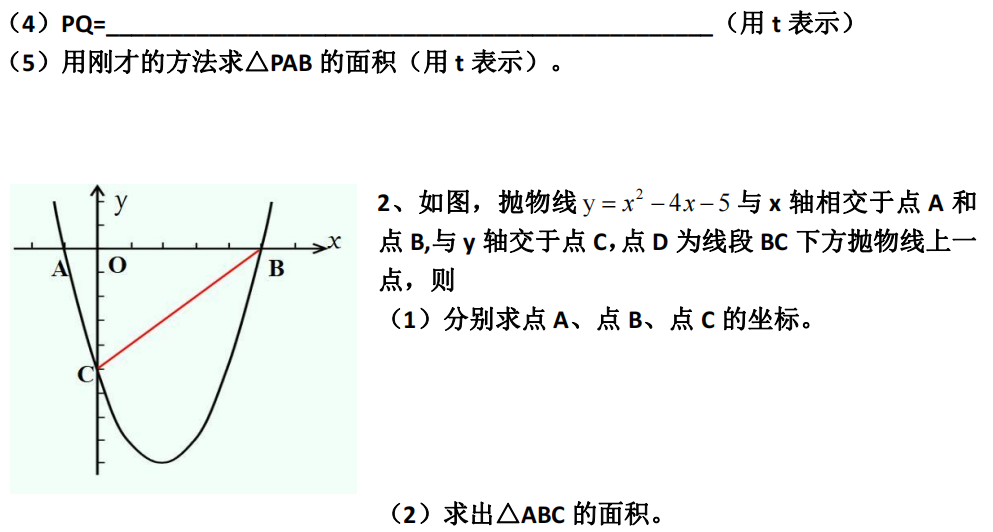 （4）PQ=_______________________________________________（用 t 表示）
（5）用刚才的方法求△PAB 的面积（用 t 表示）。
y
x
A
O
B
C
2、如图，抛物线 y = x² − 4x − 5 与 x 轴相交于点 A 和
点 B,与 y 轴交于点 C，点 D 为线段 BC 下方抛物线上一
点，则
（1）分别求点 A、点 B、点 C 的坐标。
（2）求出△ABC 的面积。